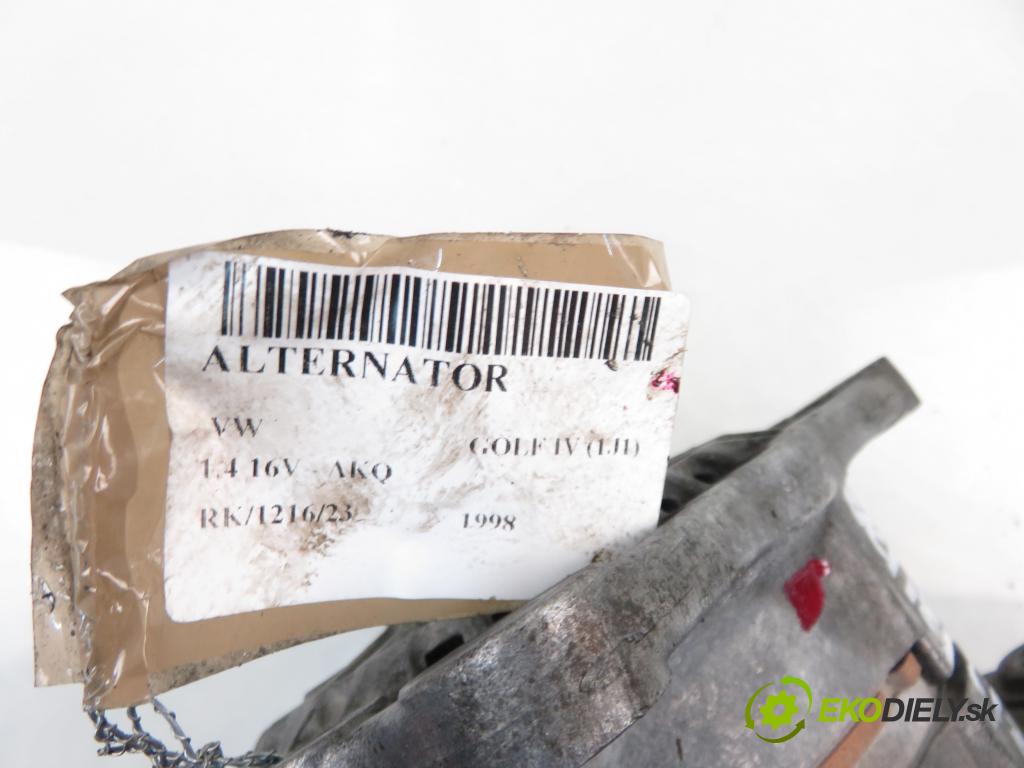 ALTERNATOR
VW
GOLF IV (1J1)
1.4 16V - AKQ
RK/1216/23
1998
EKODIELY.sk